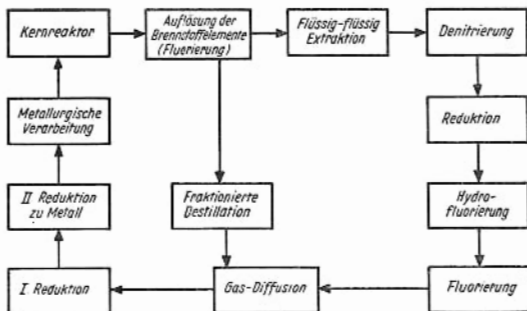 Kernreaktor
Auflösung der
Brennstoffelemente
(Fluorierung)
Flüssig-flüssig
Extraktion
Denitrierung
Metallurgische
Verarbeitung
Reduktion
II Reduktion
zu Metall
Fraktionierte
Destillation
Hydro-
fluorierung
I Reduktion
Gas-Diffusion
Fluorierung